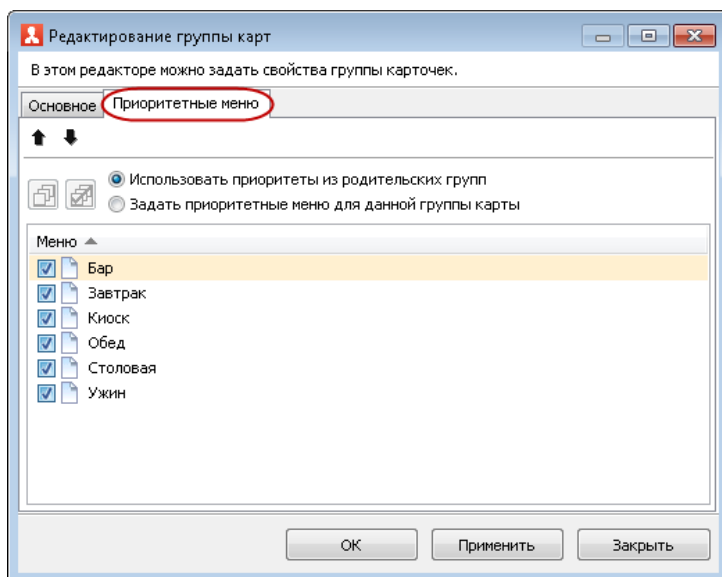 Редактирование группы карт
В этом редакторе можно задать свойства группы карточек.
Основное Приоритетные меню
Использовать приоритеты из родительских групп
Задать приоритетные меню для данной группы карты
Меню
Бар
Завтрак
Киоск
Обед
Столовая
Ужин
ОК Применить Закрыть